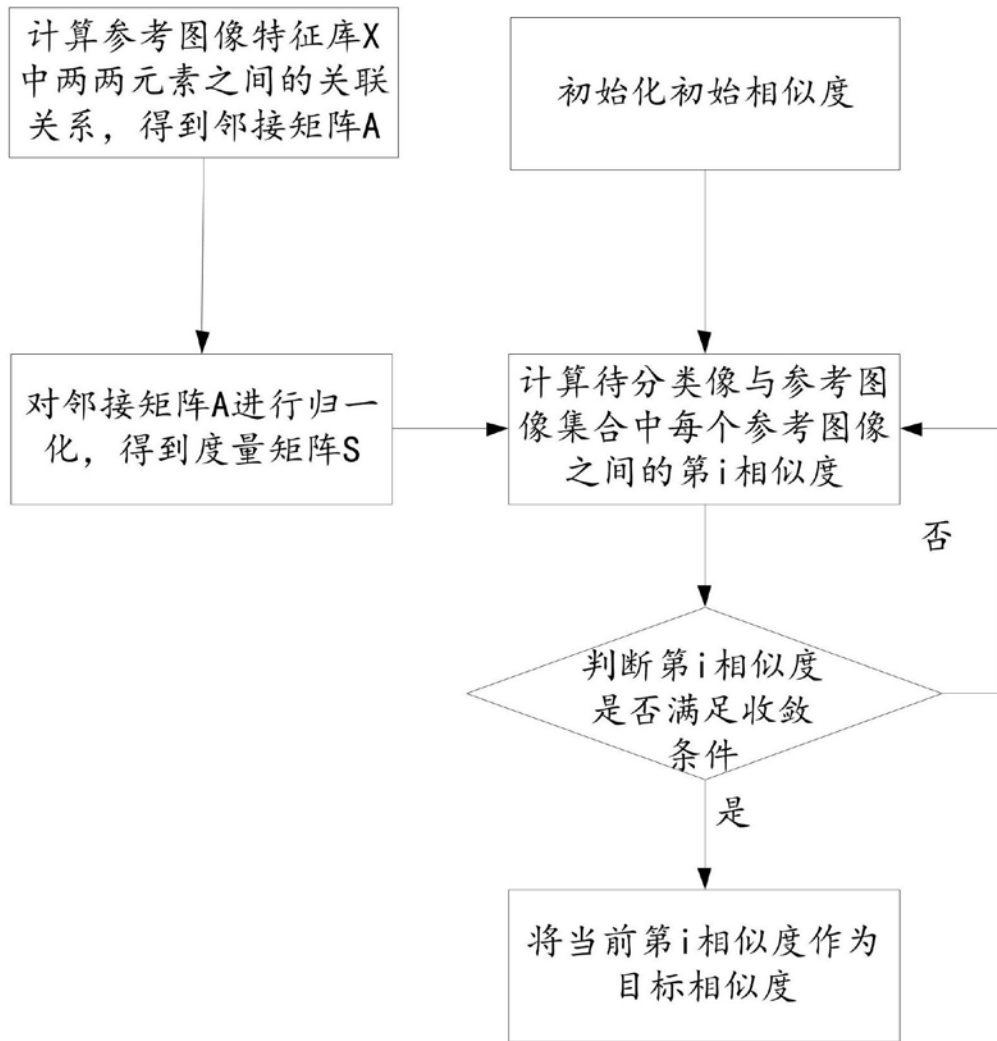 计算参考图像特征库X
中两两元素之间的关联
关系，得到邻接矩阵A
初始化初始相似度
对邻接矩阵A进行归一
化，得到度量矩阵S
计算待分类像与参考图
像集合中每个参考图像
之间的第i相似度
否
判断第i相似度
是否满足收敛
条件
是
将当前第i相似度作为
目标相似度